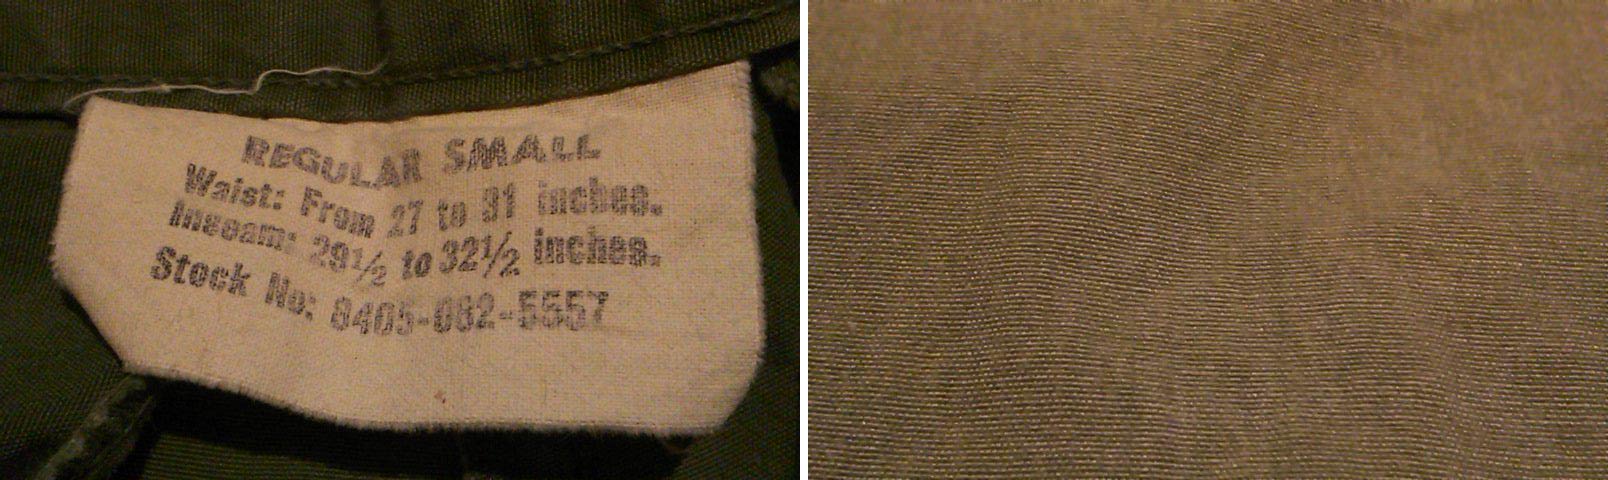 REGULAR SMALL
Waist: From 27 to 31 inches.
Inseam: 29½ to 32½ inches.
Stock No: 8405-082-5557